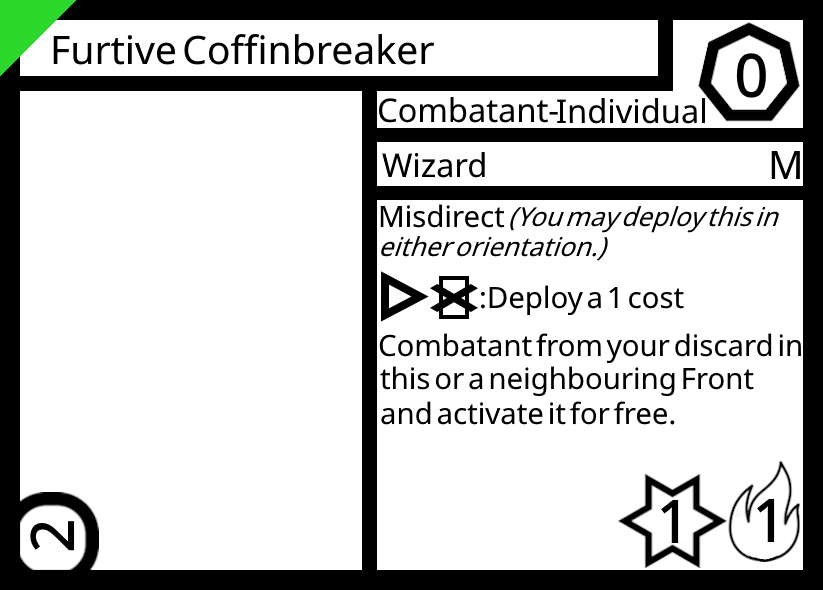 Furtive Coffinbreaker
0
Combatant-Individual
Wizard M
Misdirect (You may deploy this in
either orientation.)
:Deploy a 1 cost
Combatant from your discard in
this or a neighbouring Front
and activate it for free.
2
1 1